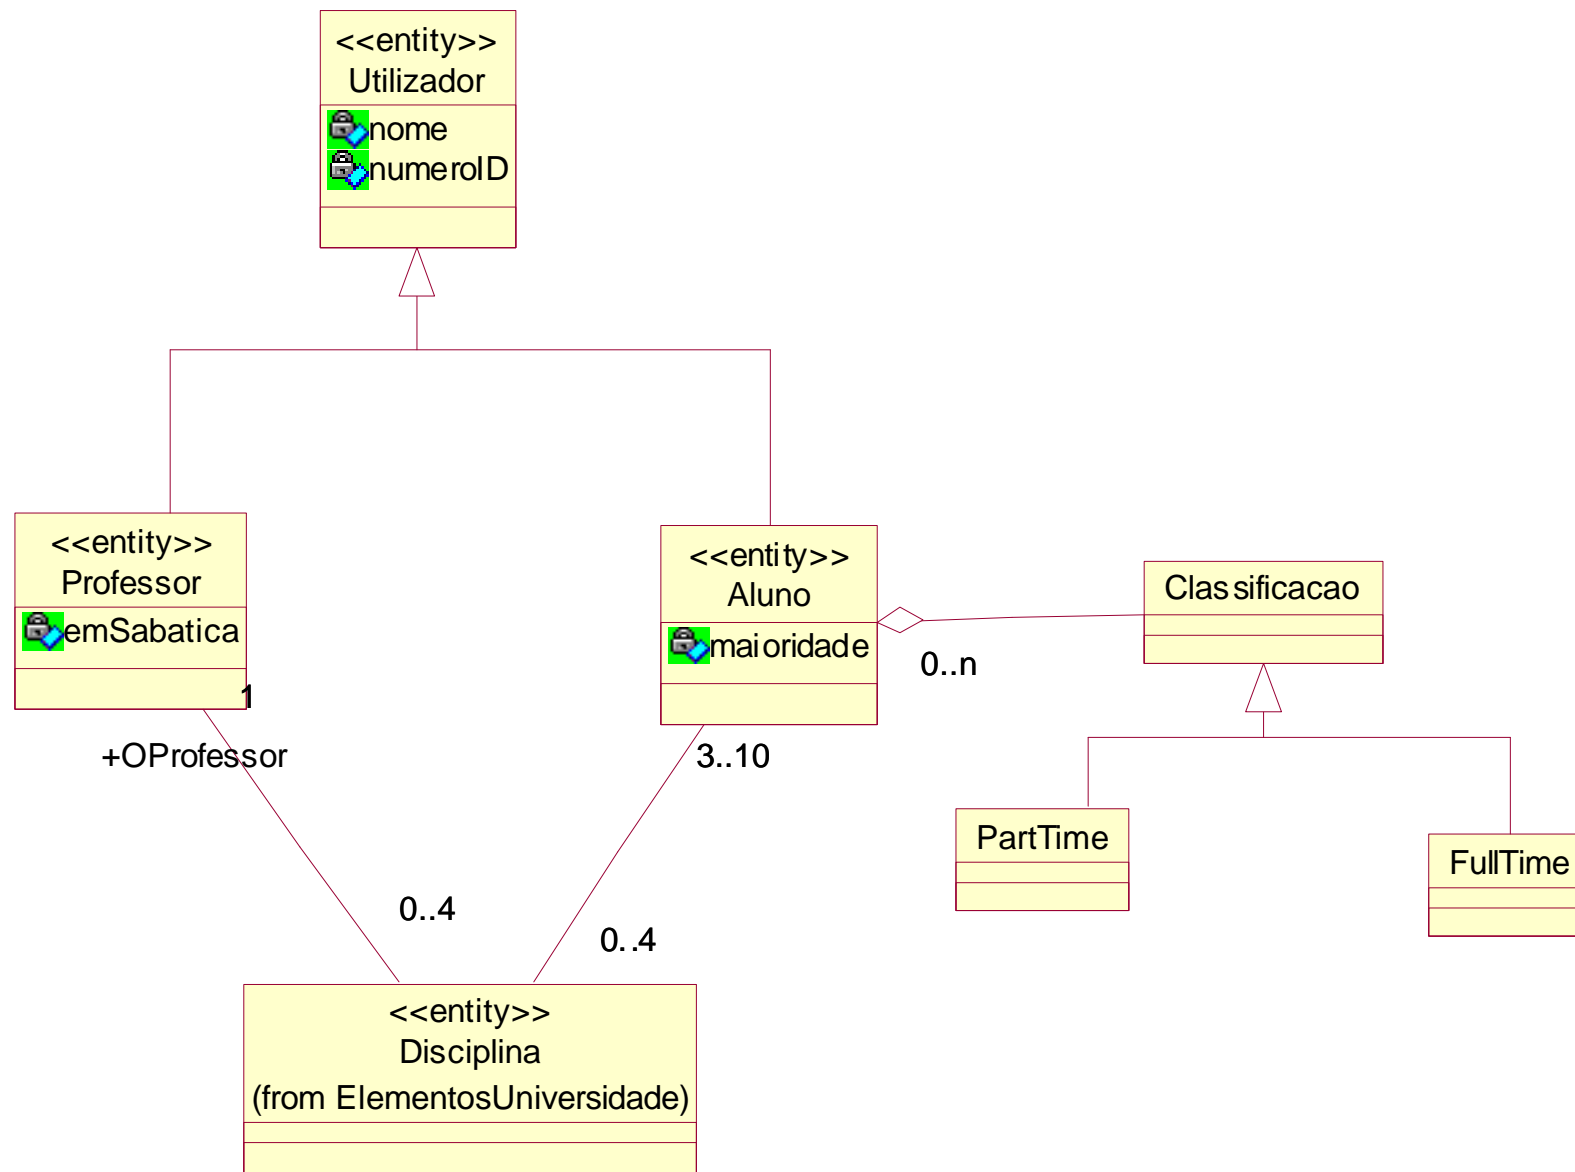 <<entity>>
Utilizador
nome
numeroID
<<entity>>
Professor
emSabatica
1
+OProfessor
<<entity>>
Aluno
maioridade
0..n
3..10
Classificacao
PartTime
FullTime
0..4
0..4
<<entity>>
Disciplina
(from ElementosUniversidade)